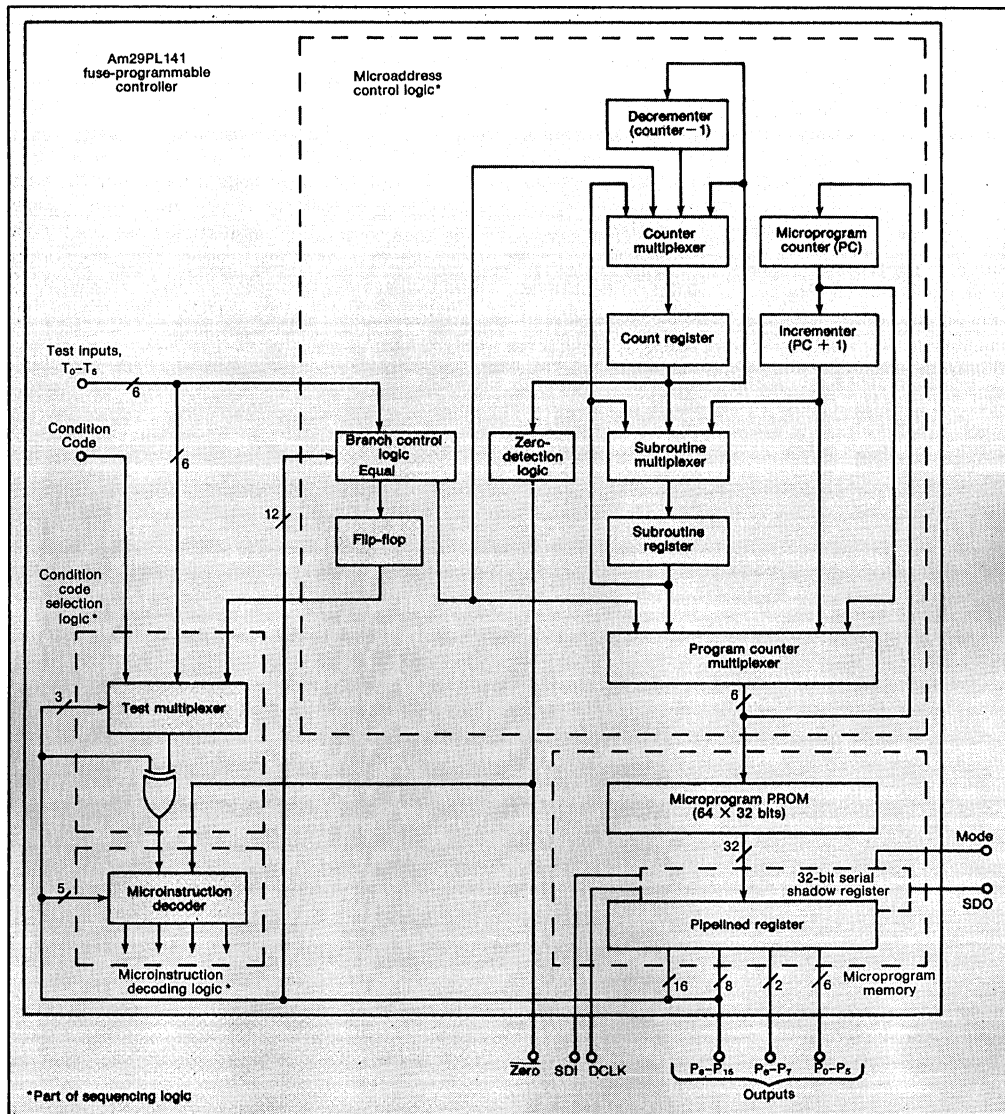 Am29PL141
fuse-programmable
controller
Microaddress
control logic*
Decrementer
(counter−1)
Counter
multiplexer
Microprogram
counter (PC)
Count register
Incrementer
(PC + 1)
Test Inputs,
T₀–T₅
6
Condition
Code
6
Branch control
logic
Equal
Zero-
detection
logic
Subroutine
multiplexer
12
Flip-flop
Subroutine
register
Condition
code
selection
logic*
Program counter
multiplexer
3
Test multiplexer
6
Microprogram PROM
(64 × 32 bits)
Mode
32
32-bit serial
shadow register
SDO
5
Microinstruction
decoder
Pipelined register
Microinstruction
decoding logic*
16
8
2
6
Microprogram
memory
Zero
SDI
DCLK
P₈–P₁₅
P₆–P₇
P₀–P₅
Outputs
*Part of sequencing logic